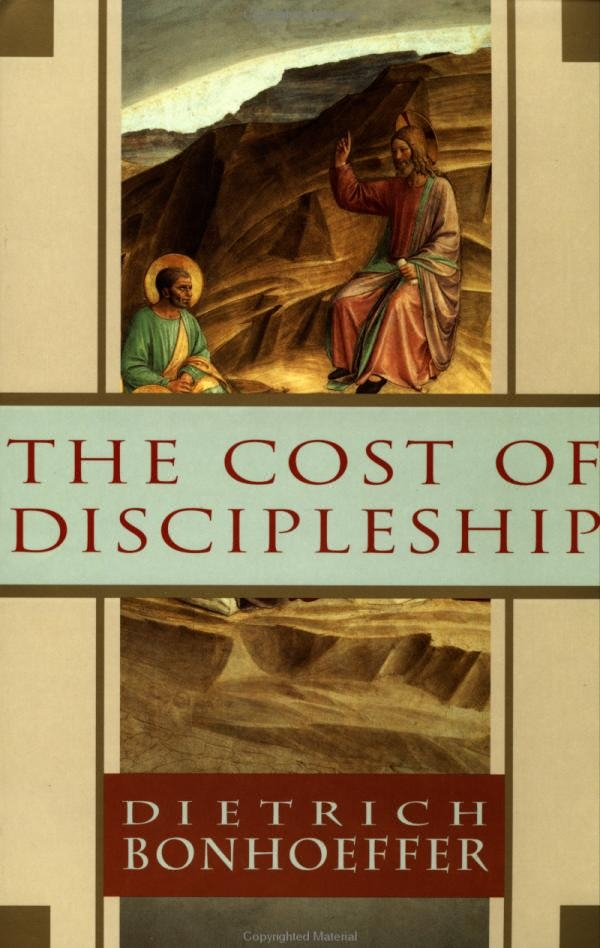 THE COST OF
DISCIPLESHIP
DIETRICH
BONHOEFFER
Copyrighted Material